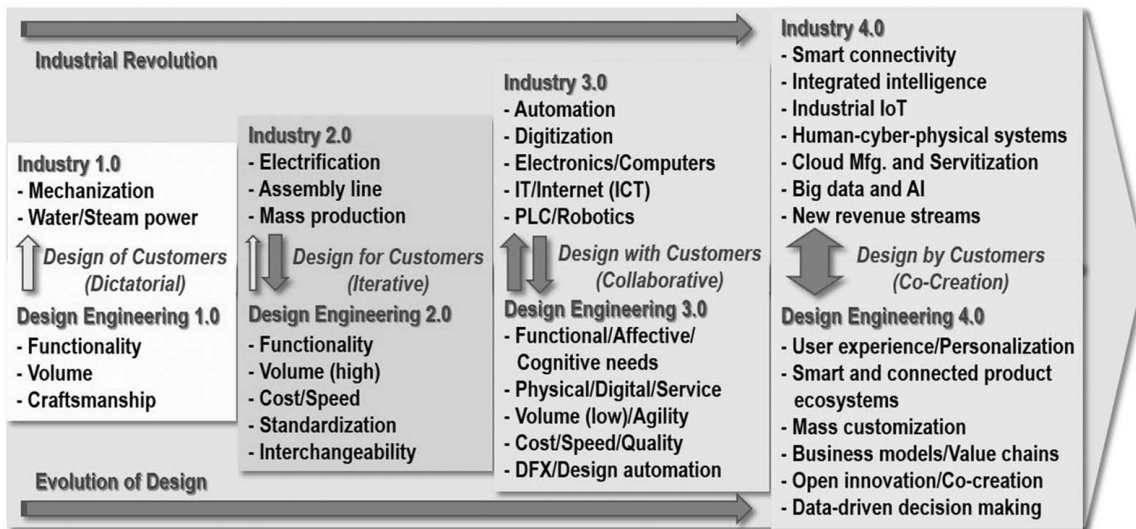 Industrial Revolution
Industry 1.0
- Mechanization
- Water/Steam power
Design of Customers
(Dictatorial)
Design Engineering 1.0
- Functionality
- Volume
- Craftsmanship
Industry 2.0
- Electrification
- Assembly line
- Mass production
Design for Customers
(Iterative)
Design Engineering 2.0
- Functionality
- Volume (high)
- Cost/Speed
- Standardization
- Interchangeability
Industry 3.0
- Automation
- Digitization
- Electronics/Computers
- IT/Internet (ICT)
- PLC/Robotics
Design with Customers
(Collaborative)
Design Engineering 3.0
- Functional/Affective/
Cognitive needs
- Physical/Digital/Service
- Volume (low)/Agility
- Cost/Speed/Quality
- DFX/Design automation
Industry 4.0
- Smart connectivity
- Integrated intelligence
- Industrial IoT
- Human-cyber-physical systems
- Cloud Mfg. and Servitization
- Big data and AI
- New revenue streams
Design by Customers
(Co-Creation)
Design Engineering 4.0
- User experience/Personalization
- Smart and connected product
ecosystems
- Mass customization
- Business models/Value chains
- Open innovation/Co-creation
- Data-driven decision making
Evolution of Design